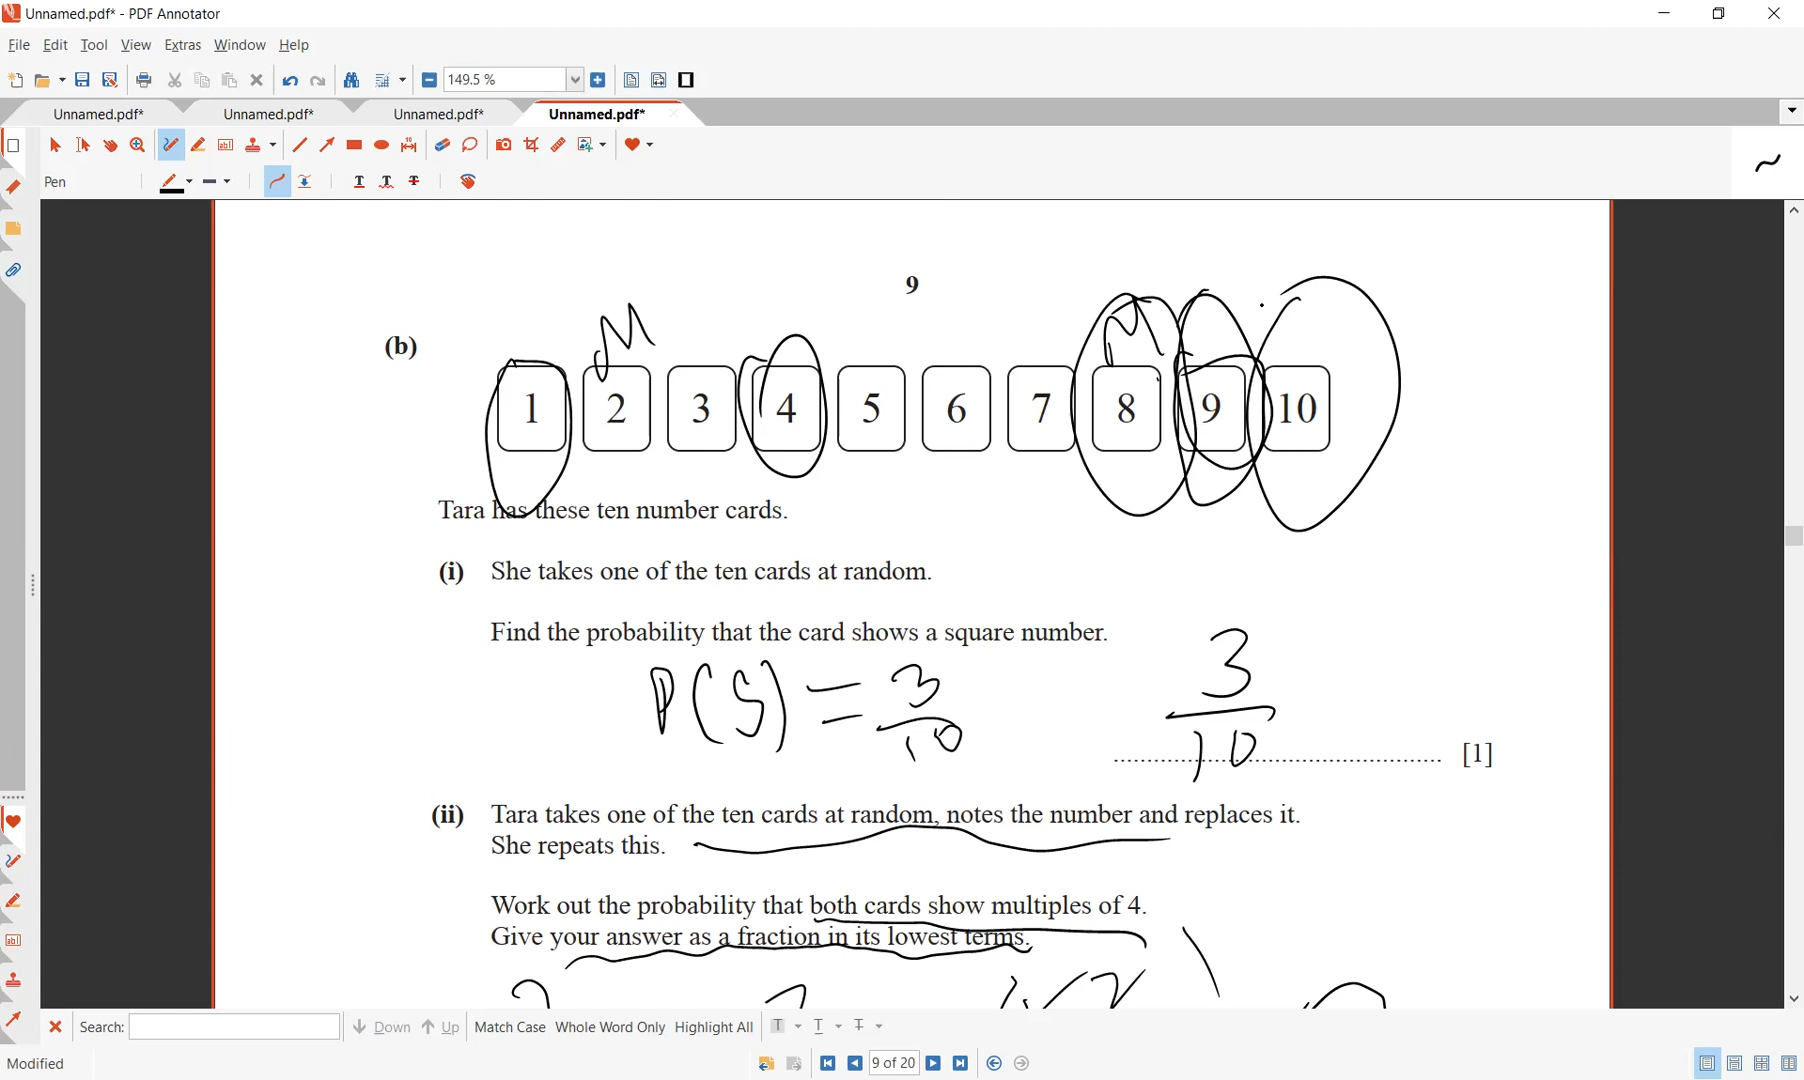 Unnamed.pdf* - PDF Annotator
File Edit Tool View Extras Window Help
149.5 %
Unnamed.pdf* Unnamed.pdf* Unnamed.pdf* Unnamed.pdf*
Pen
9
(b)
M M
1 2 3 4 5 6 7 8 9 10
Tara has these ten number cards.
(i) She takes one of the ten cards at random.
Find the probability that the card shows a square number.
P(S) = 3/10
3/10
[1]
(ii) Tara takes one of the ten cards at random, notes the number and replaces it.
She repeats this.
Work out the probability that both cards show multiples of 4.
Give your answer as a fraction in its lowest terms.
Search: Down Up Match Case Whole Word Only Highlight All
Modified
9 of 20